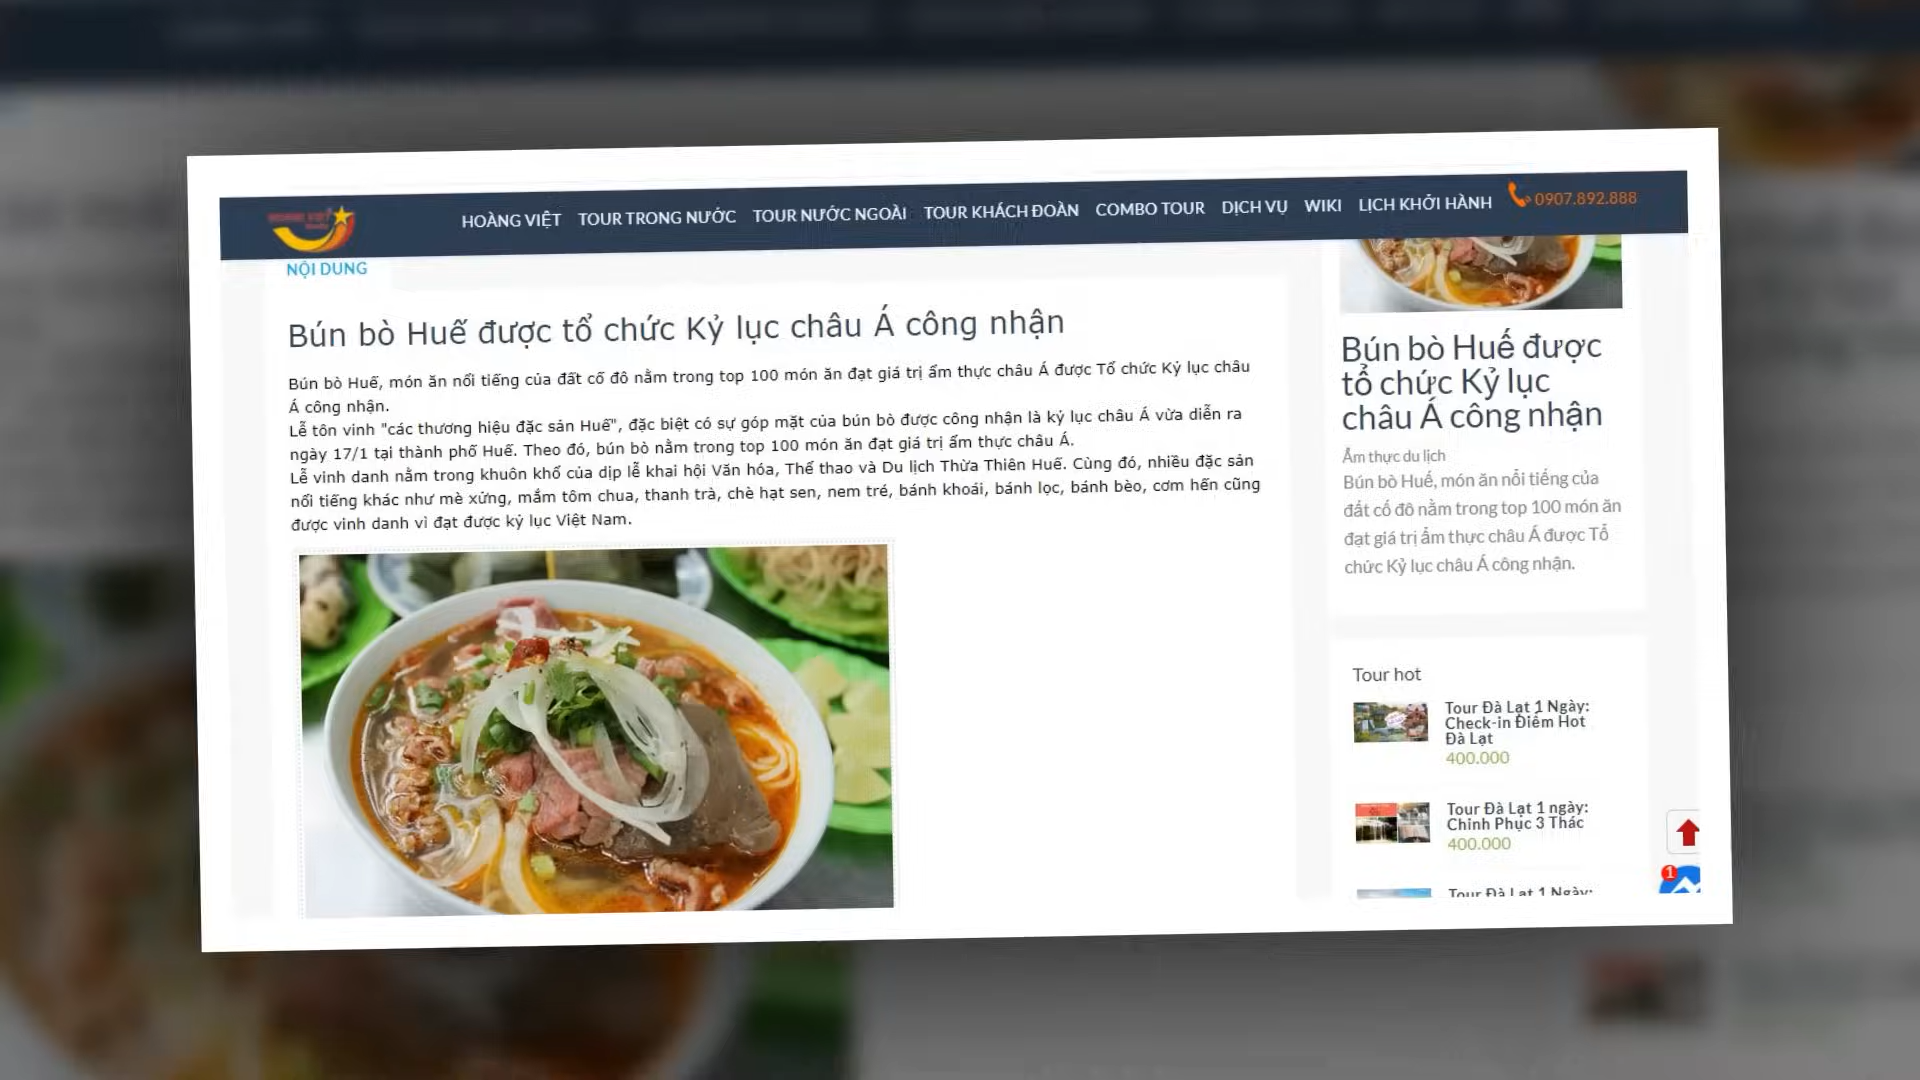 HOÀNG VIỆT TOUR TRONG NƯỚC TOUR NƯỚC NGOÀI TOUR KHÁCH ĐOÀN COMBO TOUR DỊCH VỤ WIKI LỊCH KHỞI HÀNH 0907.892.888
NỘI DUNG
Bún bò Huế được tổ chức Kỷ lục châu Á công nhận
Bún bò Huế, món ăn nổi tiếng của đất cố đô nằm trong top 100 món ăn đạt giá trị ẩm thực châu Á được Tổ chức Kỷ lục châu
Á công nhận.
Lễ tôn vinh "các thương hiệu đặc sản Huế", đặc biệt có sự góp mặt của bún bò được công nhận là kỷ lục châu Á vừa diễn ra
ngày 17/1 tại thành phố Huế. Theo đó, bún bò nằm trong top 100 món ăn đạt giá trị ẩm thực châu Á.
Lễ vinh danh nằm trong khuôn khổ của dịp lễ khai hội Văn hóa, Thể thao và Du lịch Thừa Thiên Huế. Cùng đó, nhiều đặc sản
nổi tiếng khác như mè xửng, mắm tôm chua, thanh trà, chè hạt sen, nem tré, bánh khoái, bánh lọc, bánh bèo, cơm hến cũng
được vinh danh vì đạt được kỷ lục Việt Nam.
Bún bò Huế được
tổ chức Kỷ lục
châu Á công nhận
Ẩm thực du lịch
Bún bò Huế, món ăn nổi tiếng của
đất cố đô nằm trong top 100 món ăn
đạt giá trị ẩm thực châu Á được Tổ
chức Kỷ lục châu Á công nhận.
Tour hot
Tour Đà Lạt 1 Ngày:
Check-in Điểm Hot
Đà Lạt
400.000
Tour Đà Lạt 1 ngày:
Chinh Phục 3 Thác
400.000
1
Tour Đà Lạt 1 Ngày: